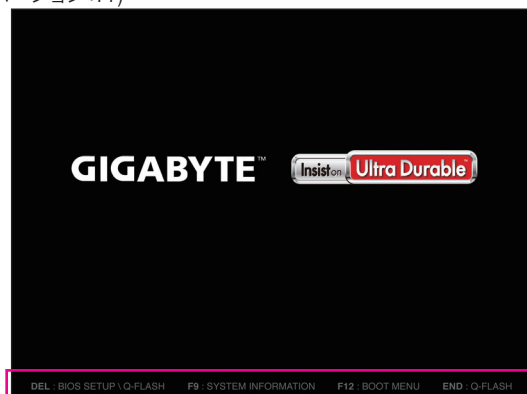 GIGABYTE™ Insist on Ultra Durable™
DEL : BIOS SETUP \ Q-FLASH F9 : SYSTEM INFORMATION F12 : BOOT MENU END : Q-FLASH